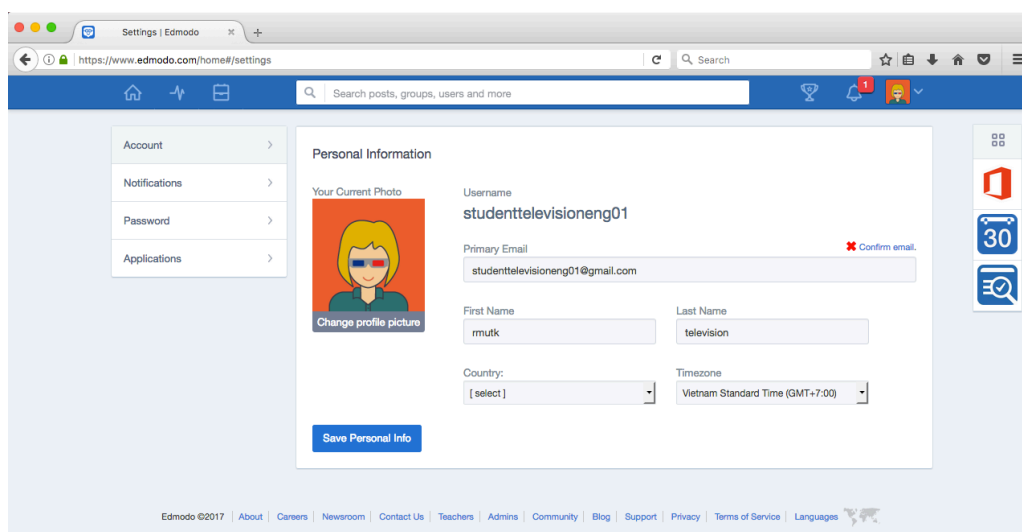 Settings | Edmodo
https://www.edmodo.com/home#/settings
Search
Search posts, groups, users and more
1
Account
Notifications
Password
Applications
Personal Information
Your Current Photo
Change profile picture
Username
studenttelevisioneng01
Primary Email
Confirm email.
studenttelevisioneng01@gmail.com
First Name
Last Name
rmutk
television
Country:
Timezone
[ select ]
Vietnam Standard Time (GMT+7:00)
Save Personal Info
30
Edmodo ©2017 | About | Careers | Newsroom | Contact Us | Teachers | Admins | Community | Blog | Support | Privacy | Terms of Service | Languages